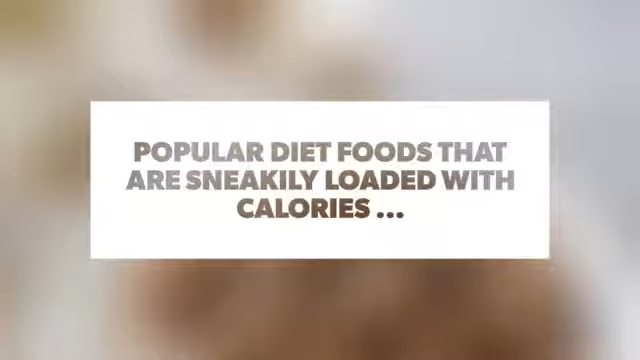 POPULAR DIET FOODS THAT
ARE SNEAKILY LOADED WITH
CALORIES ...